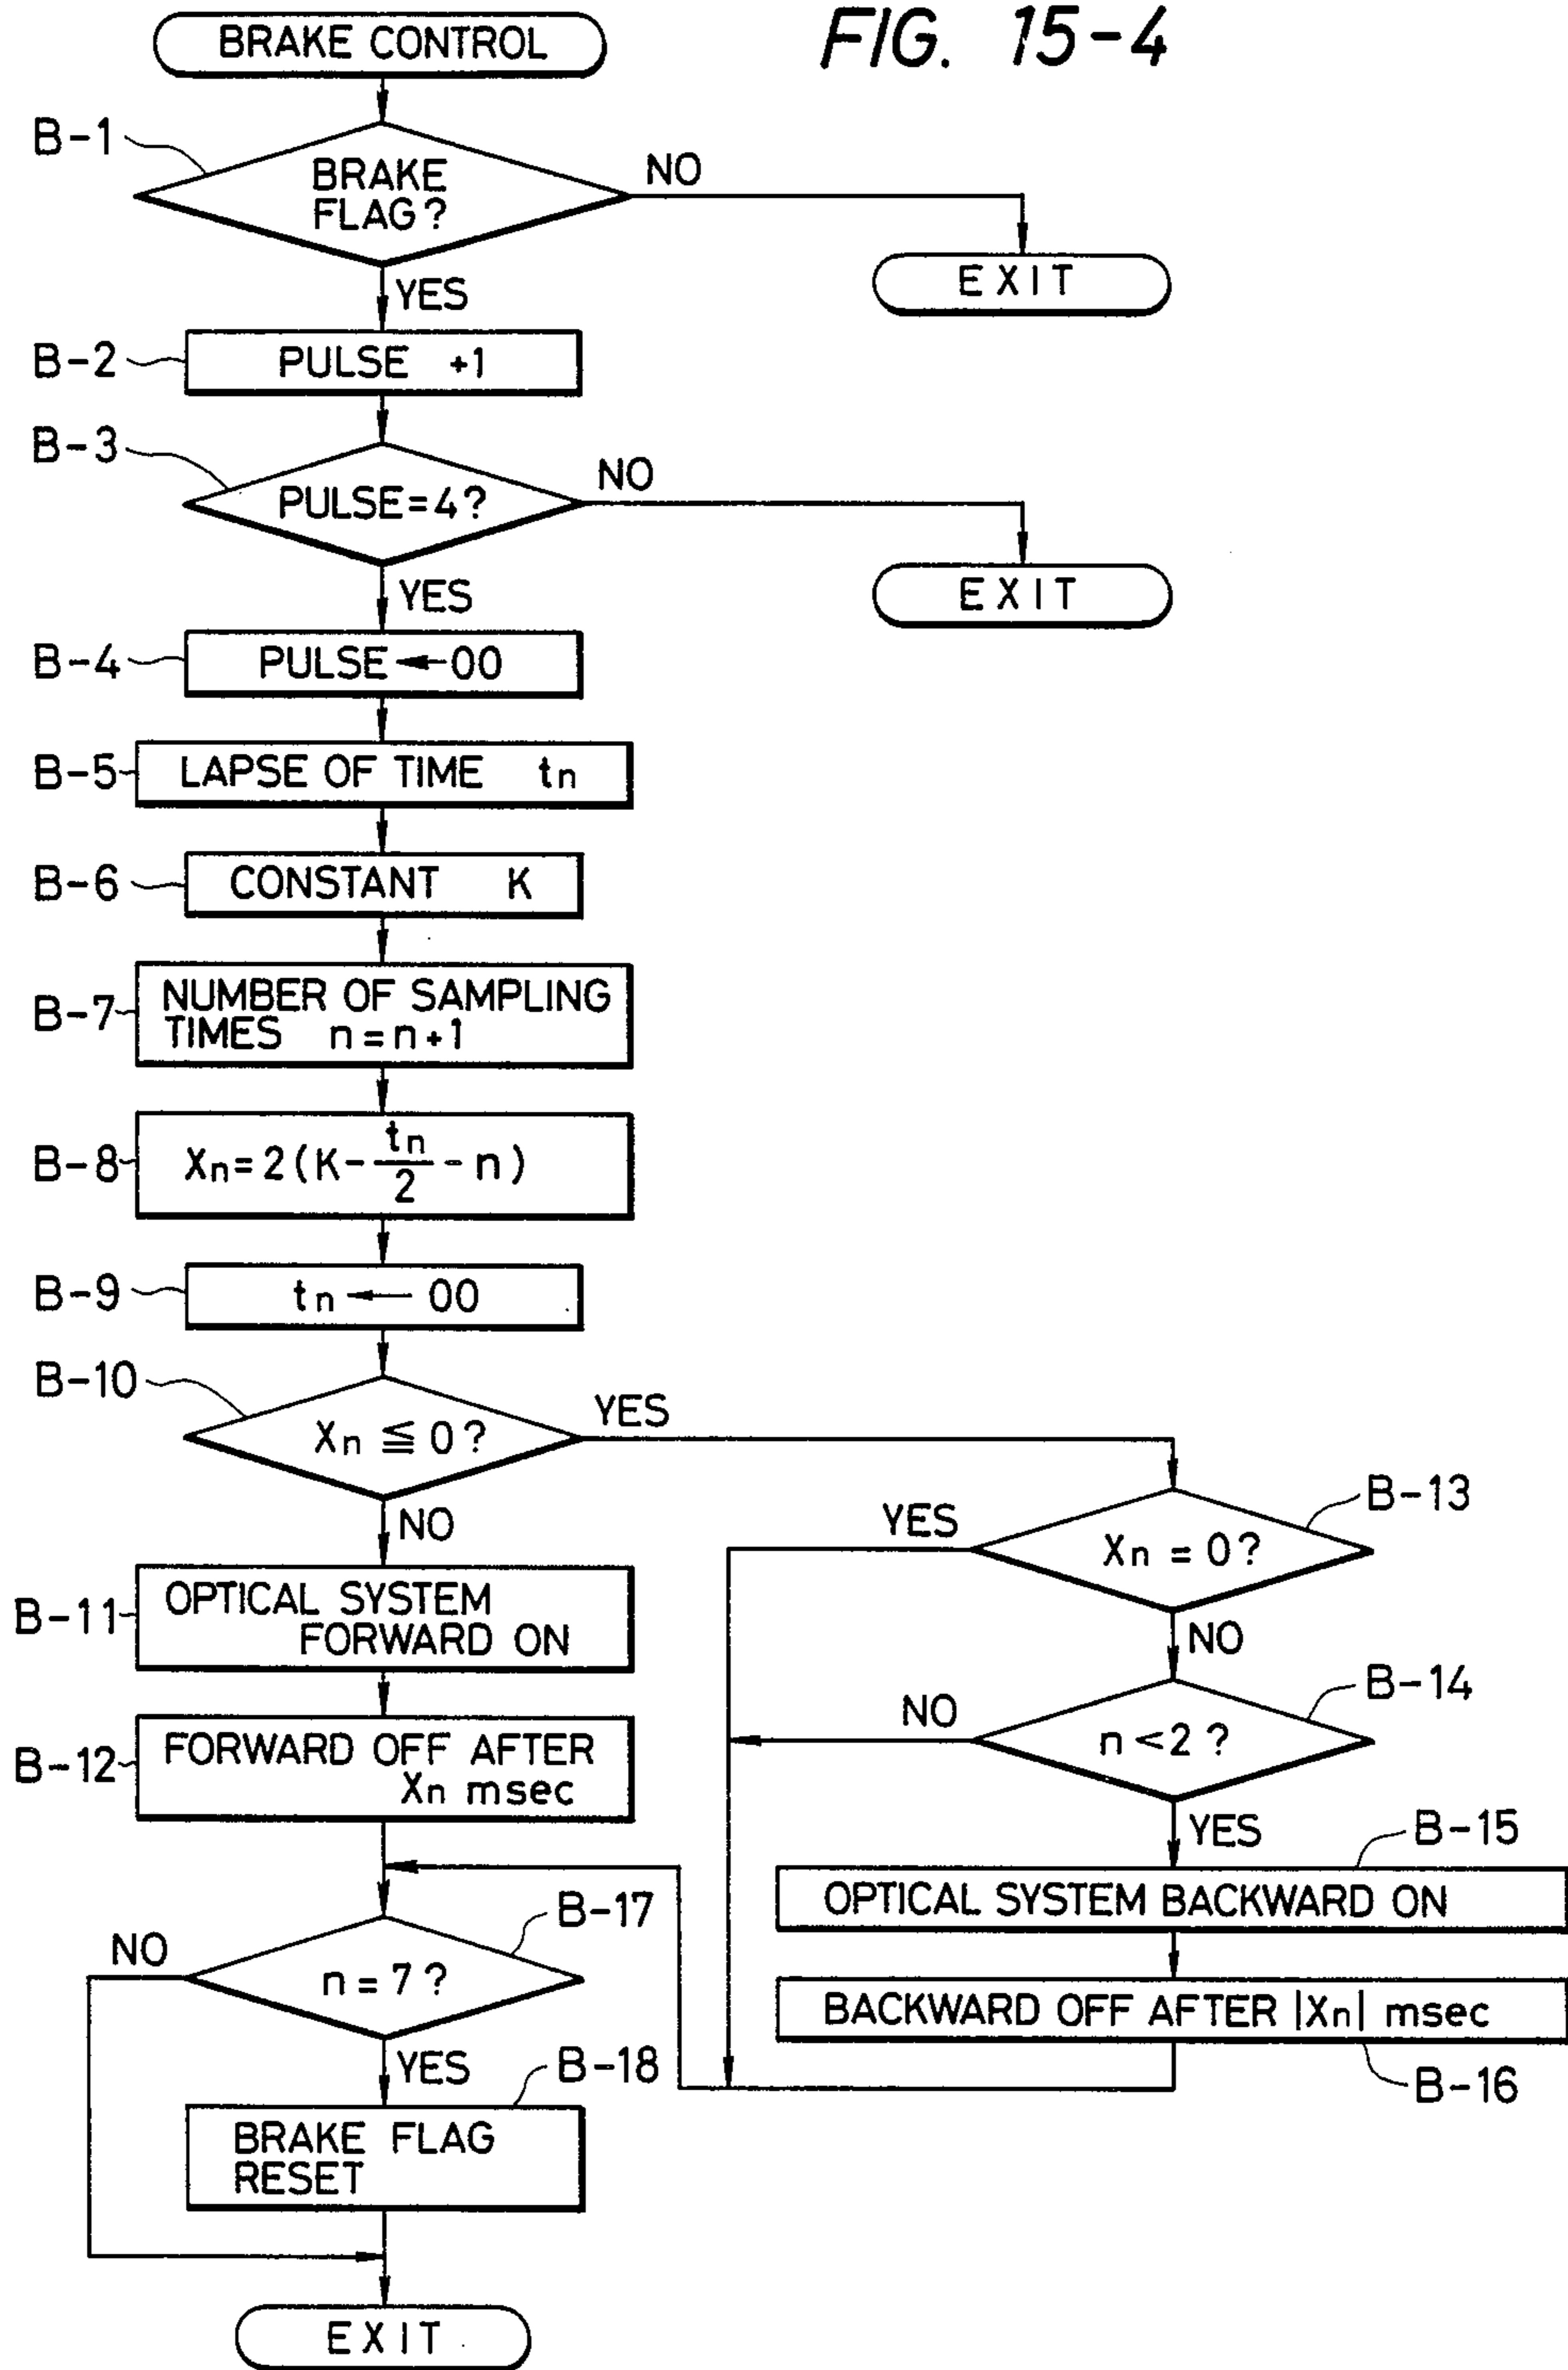 FIG. 15-4
BRAKE CONTROL
B-1
BRAKE
FLAG?
NO
EXIT
YES
B-2
PULSE +1
B-3
PULSE=4?
NO
EXIT
YES
B-4
PULSE←00
B-5
LAPSE OF TIME tn
B-6
CONSTANT K
B-7
NUMBER OF SAMPLING
TIMES n=n+1
B-8
Xn=2(K-tn/2-n)
B-9
tn ← 00
B-10
Xn ≦ 0?
YES
NO
B-11
OPTICAL SYSTEM
FORWARD ON
B-12
FORWARD OFF AFTER
Xn msec
B-13
Xn = 0?
YES
NO
B-14
n<2?
NO
YES
B-15
OPTICAL SYSTEM BACKWARD ON
BACKWARD OFF AFTER |Xn| msec
B-16
B-17
n = 7?
NO
YES
B-18
BRAKE FLAG
RESET
EXIT